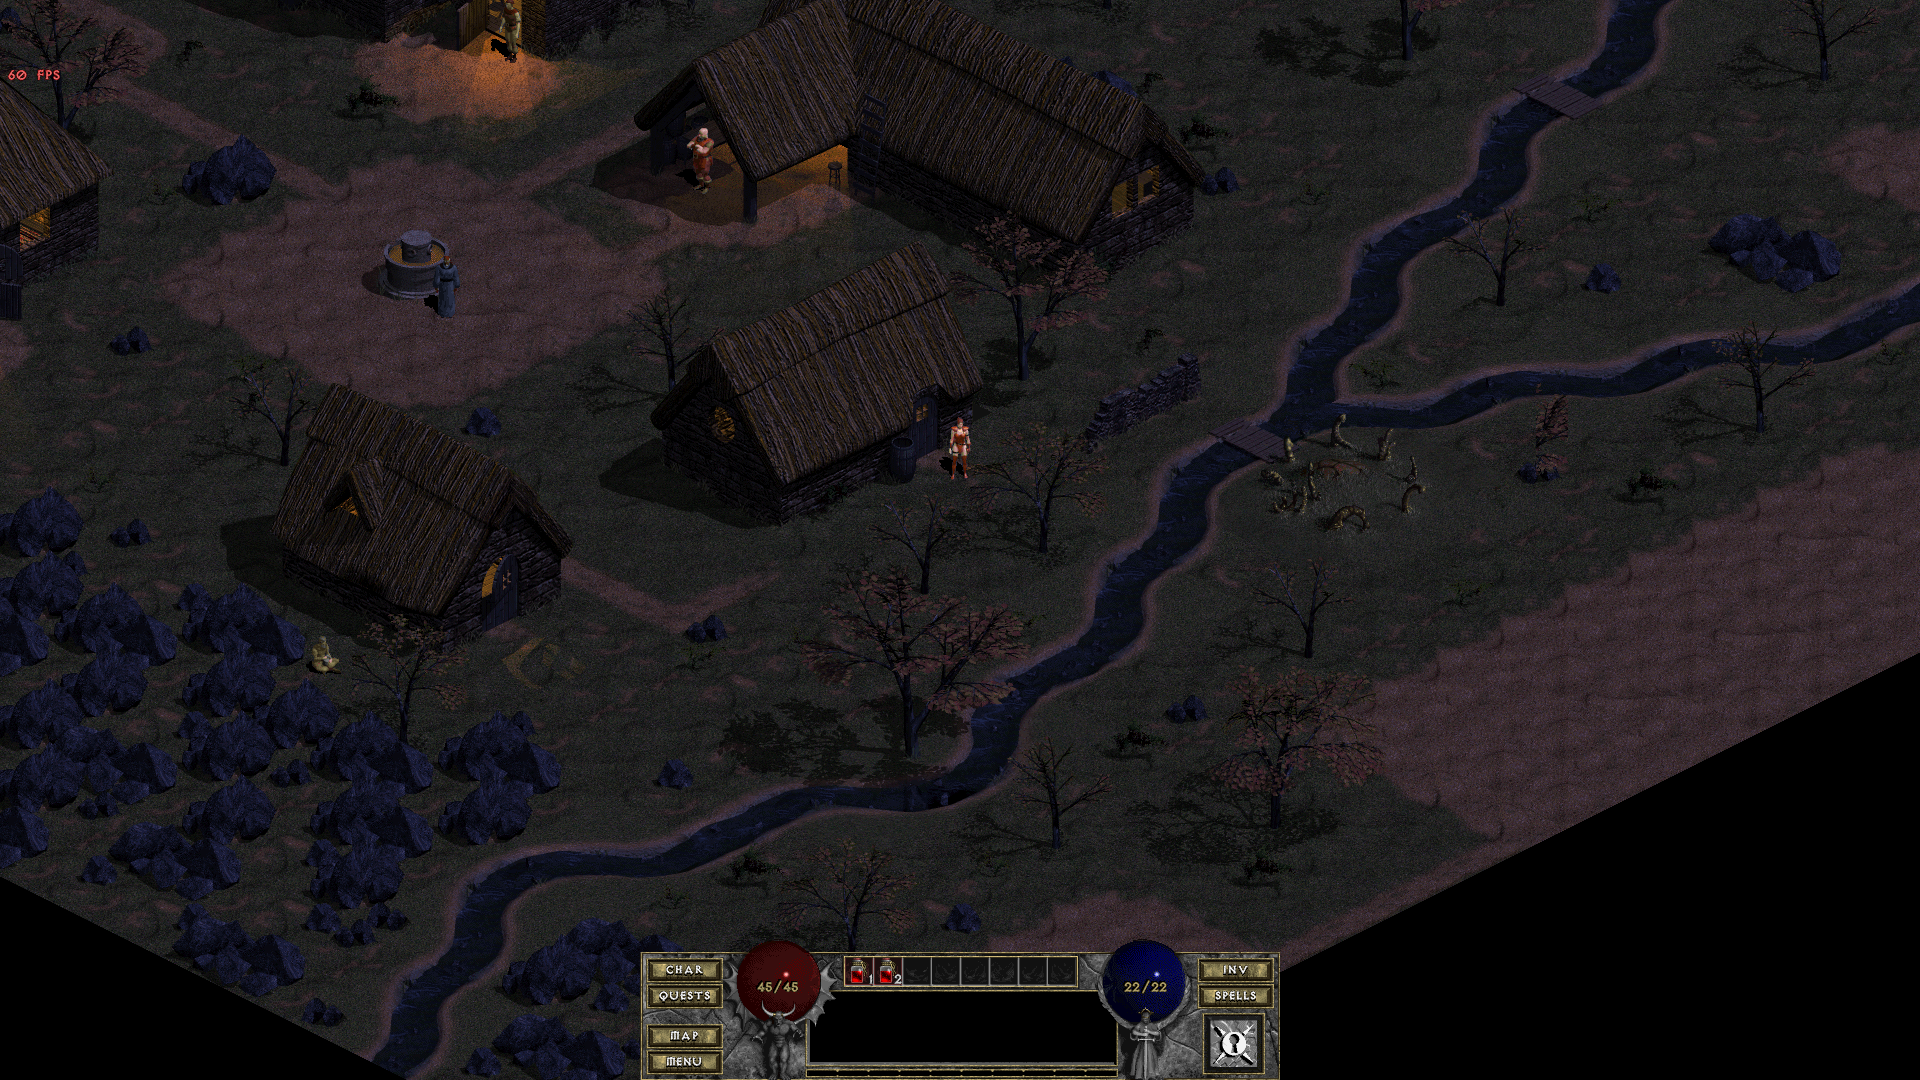 60 FPS
CHAR
QUESTS
MAP
MENU
45/45
1
2
22/22
INV
SPELLS